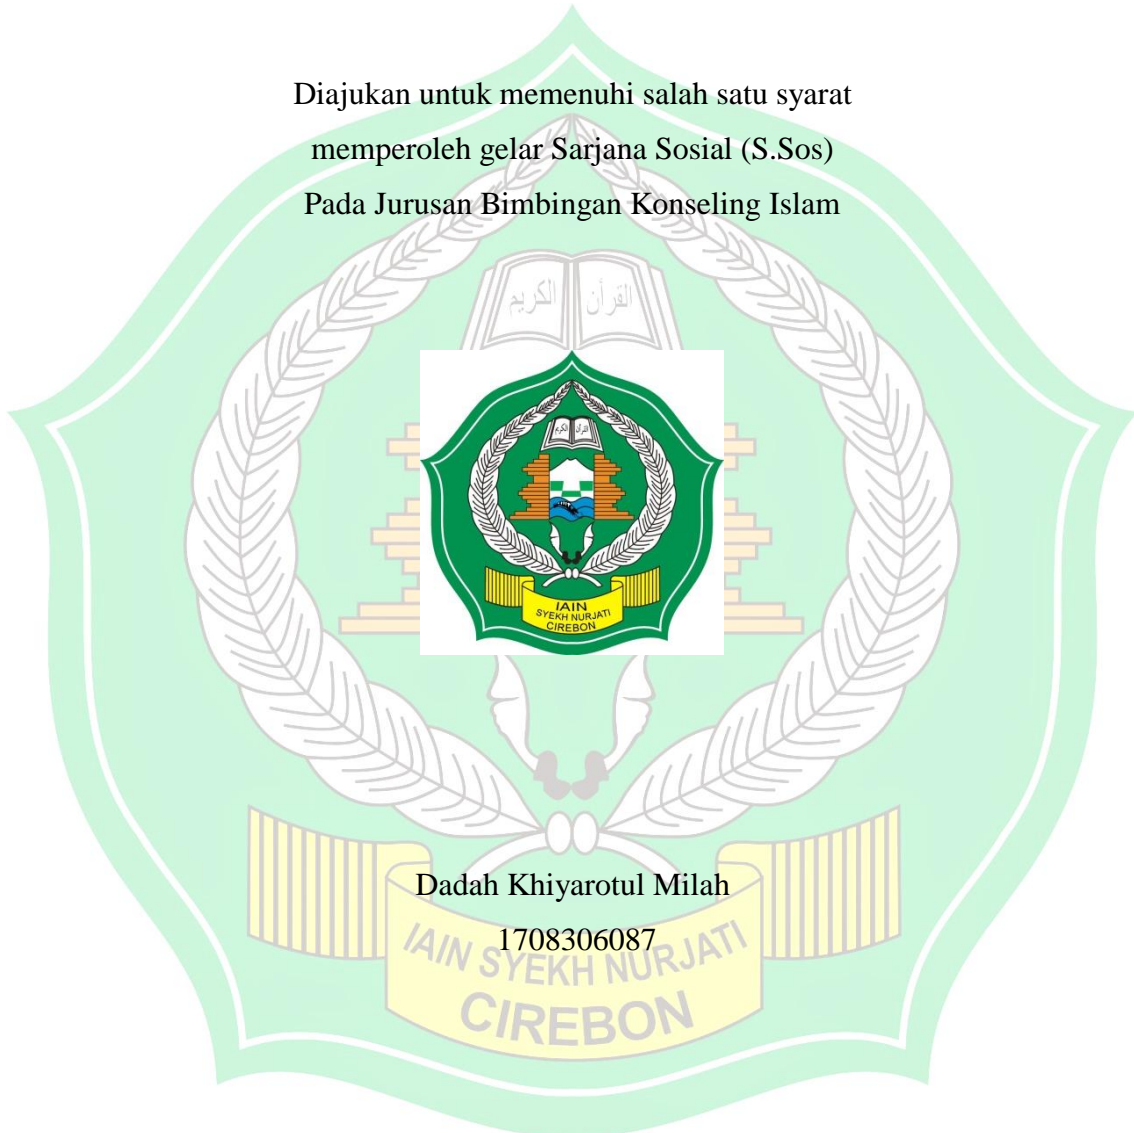 Diajukan untuk memenuhi salah satu syarat
memperoleh gelar Sarjana Sosial (S.Sos)
Pada Jurusan Bimbingan Konseling Islam
القرآن الكريم
القرآن الكريم
IAIN
SYEKH NURJATI
CIREBON
Dadah Khiyarotul Milah
1708306087
IAIN SYEKH NURJATI
CIREBON